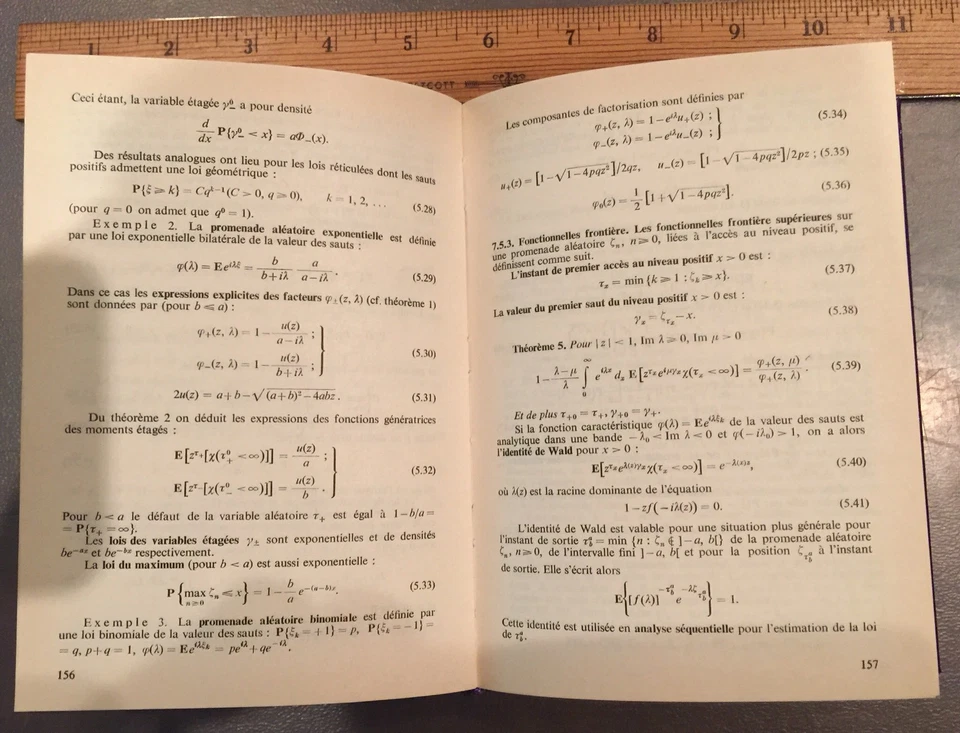 1 2 3 4 5 6 7 8 9 10 11
Ceci étant, la variable étagée γ⁰₋ a pour densité
d/dx P{γ⁰₋ < x} = aΦ₋(x).
Des résultats analogues ont lieu pour les lois réticulées dont les sauts
positifs admettent une loi géométrique :
P{ξ ⩾ k} = Cqᵏ⁻¹(C > 0, q ⩾ 0), k = 1, 2, ... (5.28)
(pour q = 0 on admet que q⁰ = 1).
Exemple 2. La promenade aléatoire exponentielle est définie
par une loi exponentielle bilatérale de la valeur des sauts :
φ(λ) = Ee^{iλξ} = b/(b+iλ) a/(a−iλ). (5.29)
Dans ce cas les expressions explicites des facteurs φ±(z, λ) (cf. théorème 1)
sont données par (pour b ⩽ a) :
φ₊(z, λ) = 1 − u(z)/(a−iλ) ;
φ₋(z, λ) = 1 − u(z)/(b+iλ) ; (5.30)
2u(z) = a+b−√((a+b)²−4abz) . (5.31)
Du théorème 2 on déduit les expressions des fonctions génératrices
des moments étagés :
E[z^{τ₊}[χ(τ⁰₊ <∞)]] = u(z)/a ;
E[z^{τ₋}[χ(τ⁰₋ <∞)]] = u(z)/b . (5.32)
Pour b < a le défaut de la variable aléatoire τ₊ est égal à 1−b/a =
= P{τ₊ = ∞}.
Les lois des variables étagées γ± sont exponentielles et de densités
be^{−ax} et be^{−bx} respectivement.
La loi du maximum (pour b < a) est aussi exponentielle :
P{max_{n⩾0} ζₙ ⩽ x} = 1 − b/a e^{−(a−b)x}. (5.33)
Exemple 3. La promenade aléatoire binomiale est définie par
une loi binomiale de la valeur des sauts : P{ξₖ = +1} = p, P{ξₖ = −1} =
= q, p+q = 1, φ(λ) = Ee^{iλξₖ} = pe^{iλ}+qe^{−iλ}.
156
Les composantes de factorisation sont définies par
φ₊(z, λ) = 1−e^{iλ}u₊(z) ;
φ₋(z, λ) = 1−e^{iλ}u₋(z) ; (5.34)
u₊(z) = [1−√(1−4pqz²)]/2qz, u₋(z) = [1−√(1−4pqz²)]/2pz ; (5.35)
φ₀(z) = 1/2 [1+√(1−4pqz²)]. (5.36)
7.5.3. Fonctionnelles frontière. Les fonctionnelles frontière supérieures sur
une promenade aléatoire ζₙ, n ⩾ 0, liées à l'accès au niveau positif, se
définissent comme suit.
L'instant de premier accès au niveau positif x > 0 est :
τₓ = min {k ⩾ 1 : ζₖ ⩾ x}. (5.37)
La valeur du premier saut du niveau positif x > 0 est :
γₓ = ζ_{τₓ}−x. (5.38)
Théorème 5. Pour |z| < 1, Im λ ⩾ 0, Im μ > 0
1 − (λ−μ)/λ ∫₀^∞ e^{iλx} dₓ E[z^{τₓ}e^{iμγₓ}χ(τₓ <∞)] = φ₊(z, μ)/φ₊(z, λ). (5.39)
Et de plus τ₊₀ = τ₊, γ₊₀ = γ₊.
Si la fonction caractéristique φ(λ) = Ee^{iλξₖ} de la valeur des sauts est
analytique dans une bande −λ₀ < Im λ < 0 et φ(−iλ₀) > 1, on a alors
l'identité de Wald pour x > 0 :
E[z^{τₓ}e^{λ(z)γₓ}χ(τₓ <∞)] = e^{−λ(z)x}, (5.40)
où λ(z) est la racine dominante de l'équation
1−zf(−iλ(z)) = 0. (5.41)
L'identité de Wald est valable pour une situation plus générale pour
l'instant de sortie τᵃ_b = min {n : ζₙ ∉ ]−a, b[} de la promenade aléatoire
ζₙ, n ⩾ 0, de l'intervalle fini ]−a, b[ et pour la position ζ_{τᵃ_b} à l'instant
de sortie. Elle s'écrit alors
E{[f(λ)]^{−τᵃ_b} e^{−λζ_{τᵃ_b}}} = 1.
Cette identité est utilisée en analyse séquentielle pour l'estimation de la loi
de τᵃ_b.
157